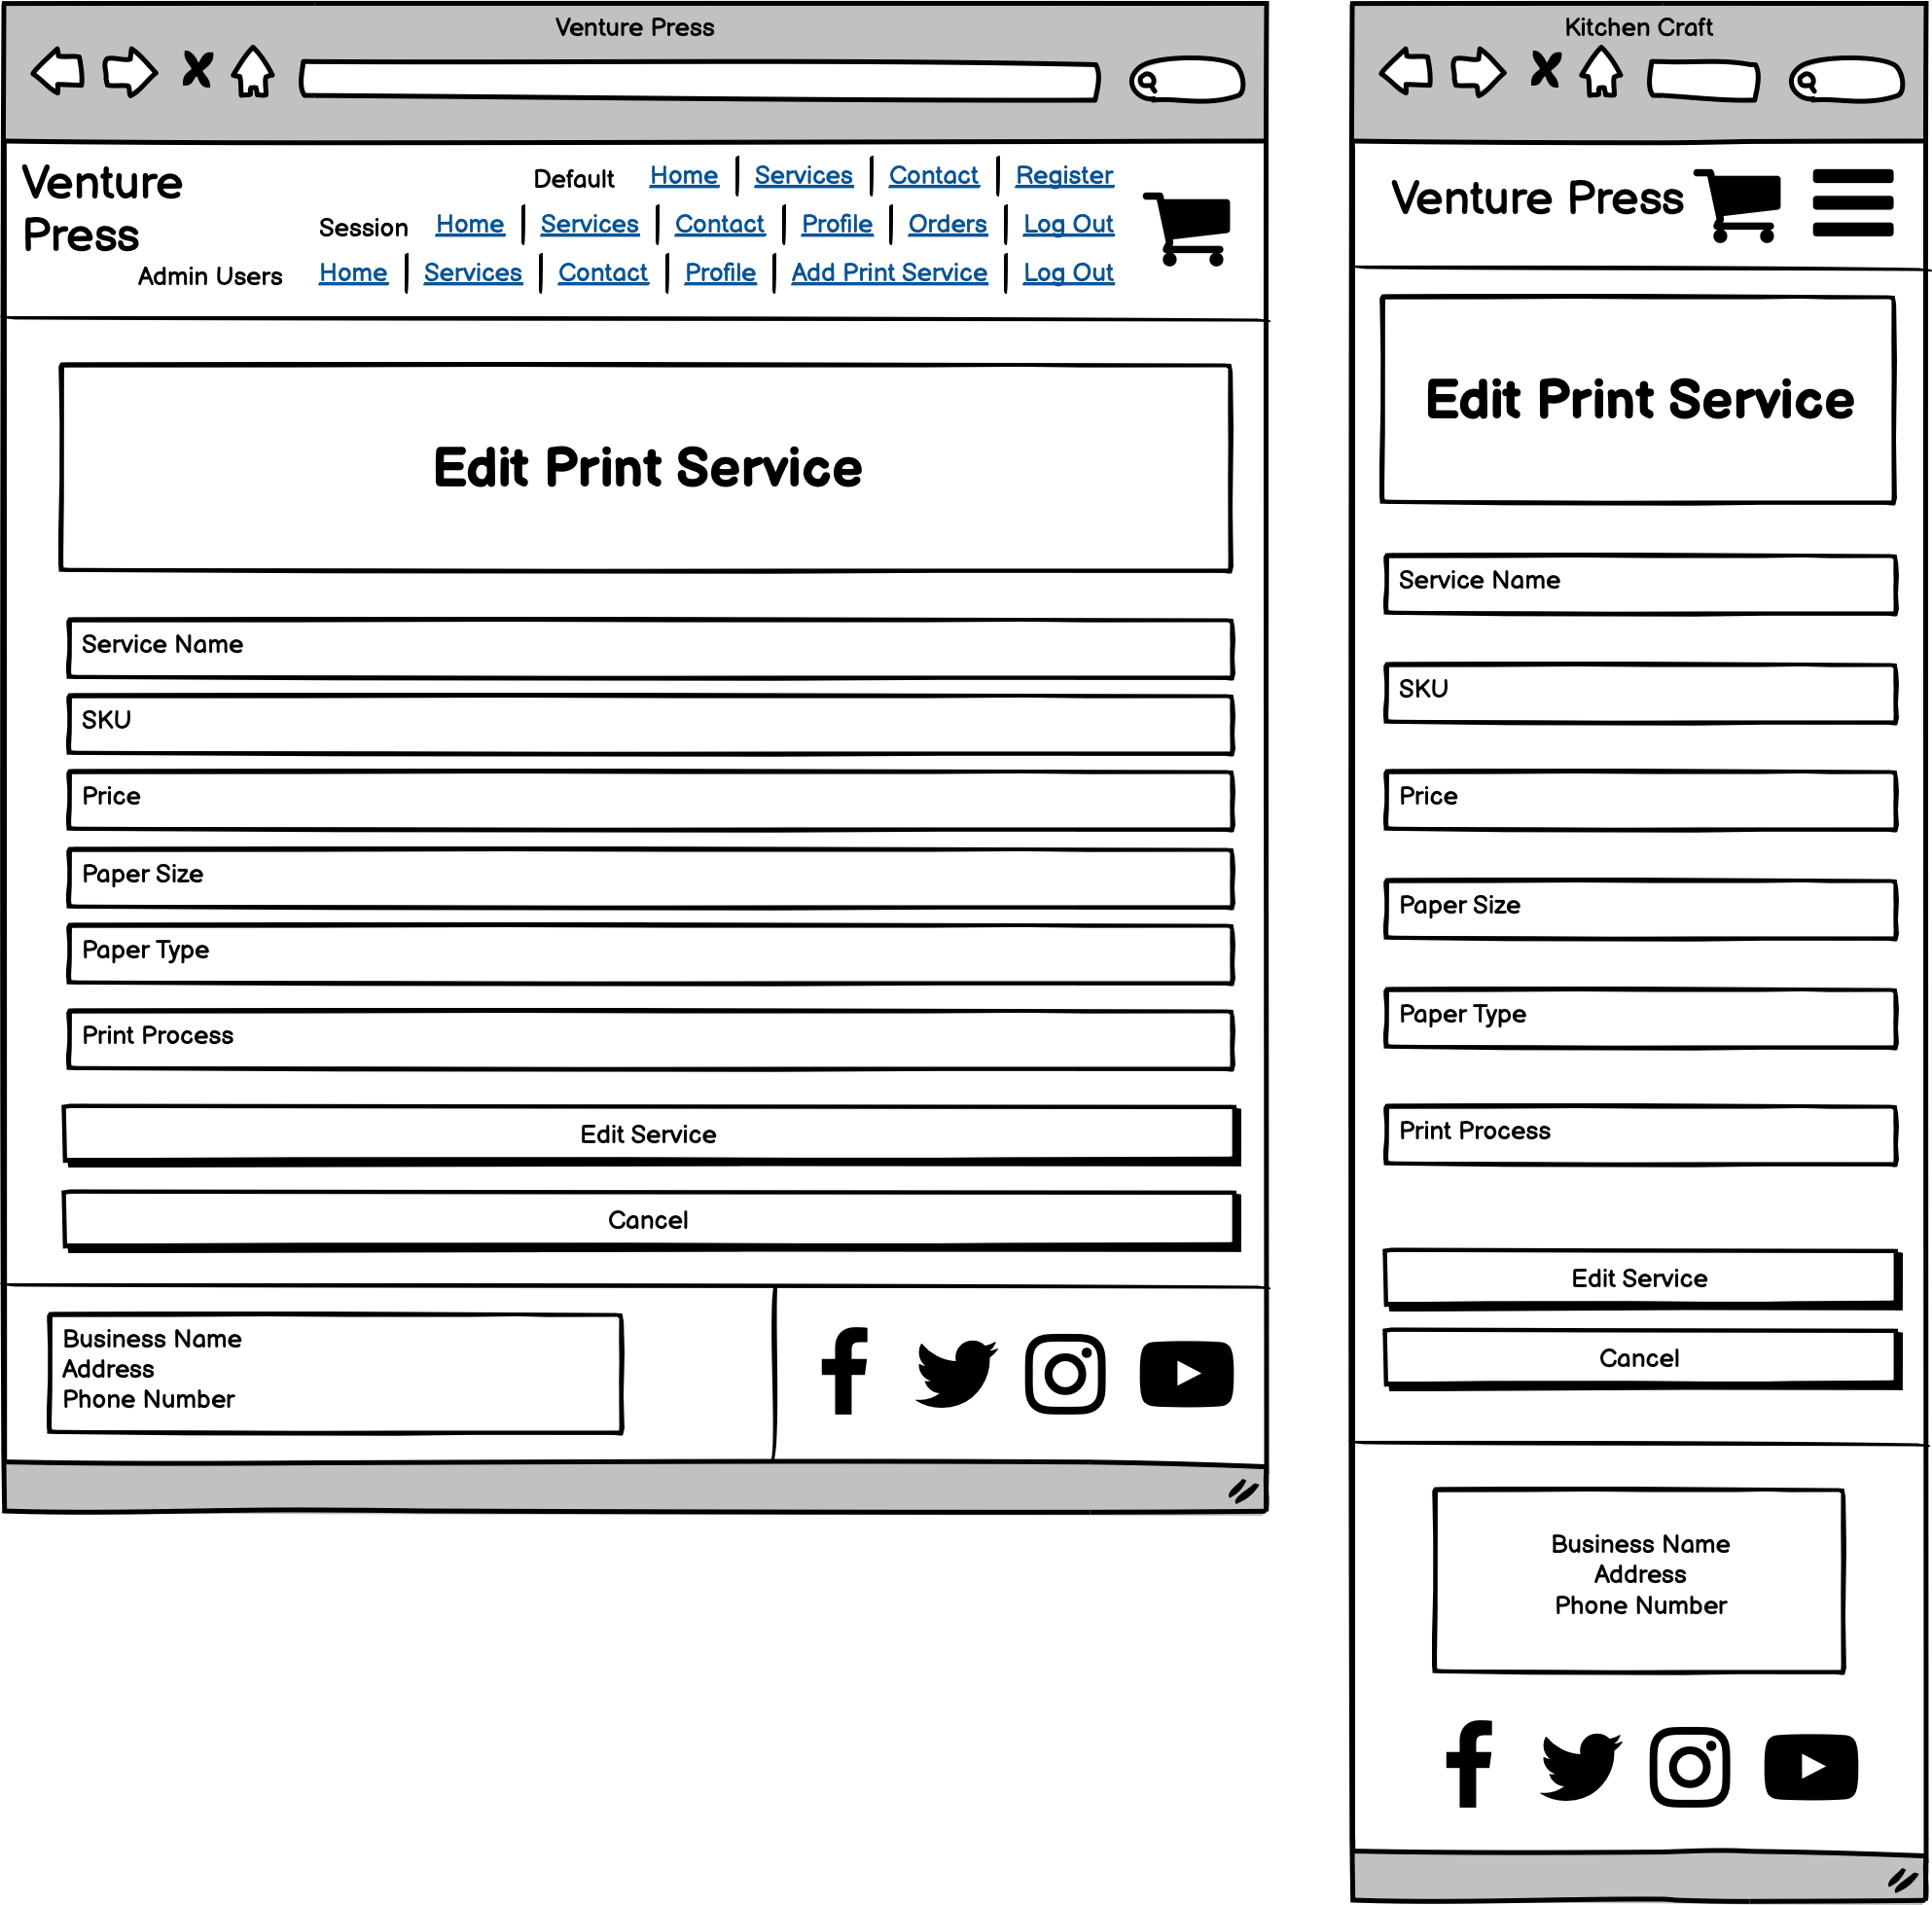 Venture Press
Venture
Press
Default Home Services Contact Register
Session Home Services Contact Profile Orders Log Out
Admin Users Home Services Contact Profile Add Print Service Log Out
Edit Print Service
Service Name
SKU
Price
Paper Size
Paper Type
Print Process
Edit Service
Cancel
Business Name
Address
Phone Number
Kitchen Craft
Venture Press
Edit Print Service
Service Name
SKU
Price
Paper Size
Paper Type
Print Process
Edit Service
Cancel
Business Name
Address
Phone Number